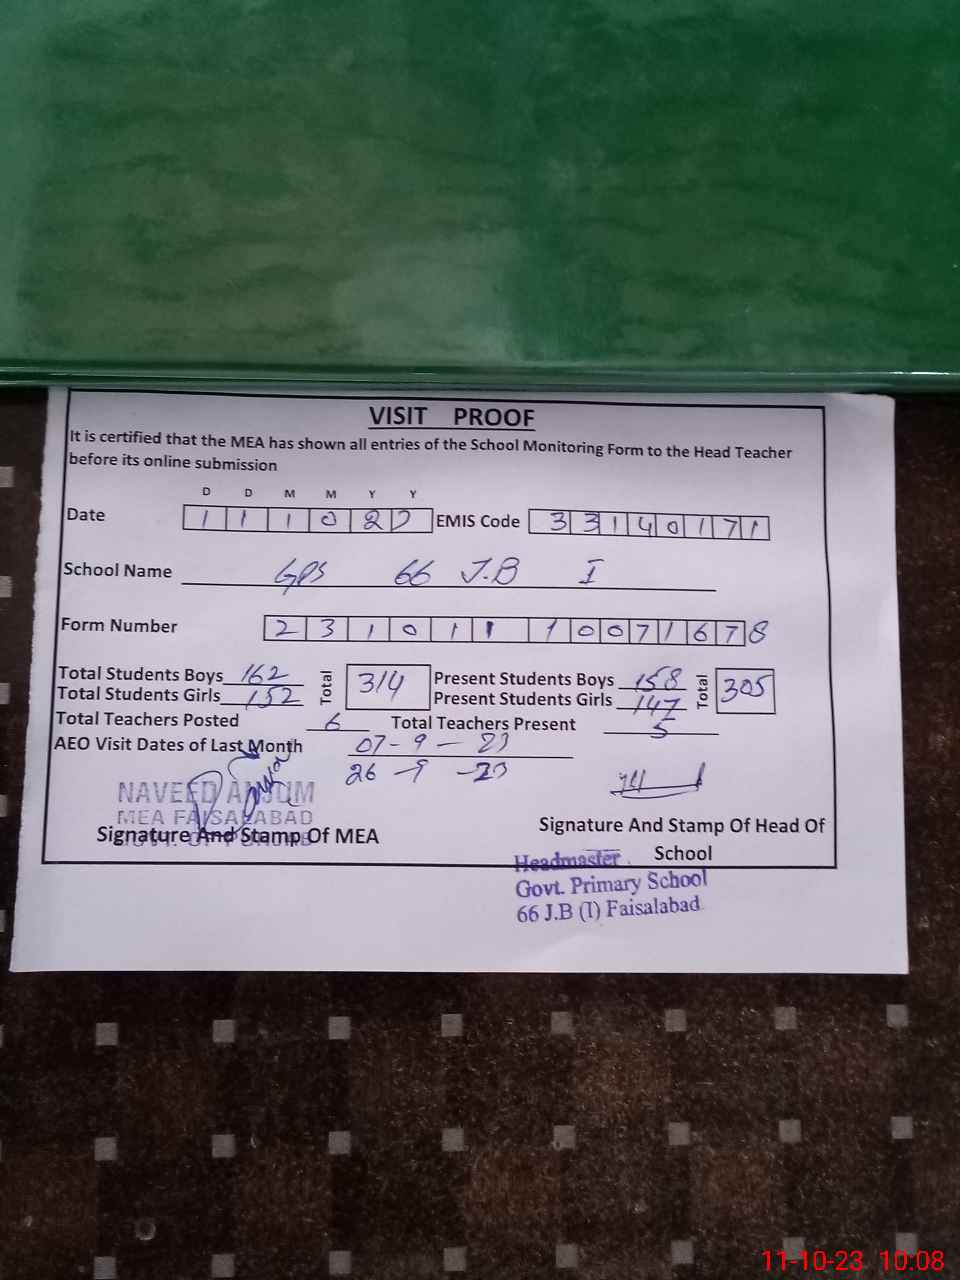 VISIT PROOF
It is certified that the MEA has shown all entries of the School Monitoring Form to the Head Teacher
before its online submission
D D M M Y Y
Date 1 1 1 0 2 EMIS Code 3 3 1 4 0 1 7 1
School Name GPS 66 J.B I
Form Number 2 3 1 0 1 1 1 0 0 7 1 6 7 8
Total Students Boys 162 Total 314 Present Students Boys 158 Total 305
Total Students Girls 152 Present Students Girls 147
Total Teachers Posted 6 Total Teachers Present 5
AEO Visit Dates of Last Month 07-9-23
26-9-23
NAVEED ANJUM
MEA FAISALABAD
Signature And Stamp Of MEA
Signature And Stamp Of Head Of
School
Headmaster
Govt. Primary School
66 J.B (I) Faisalabad
11-10-23 10:08